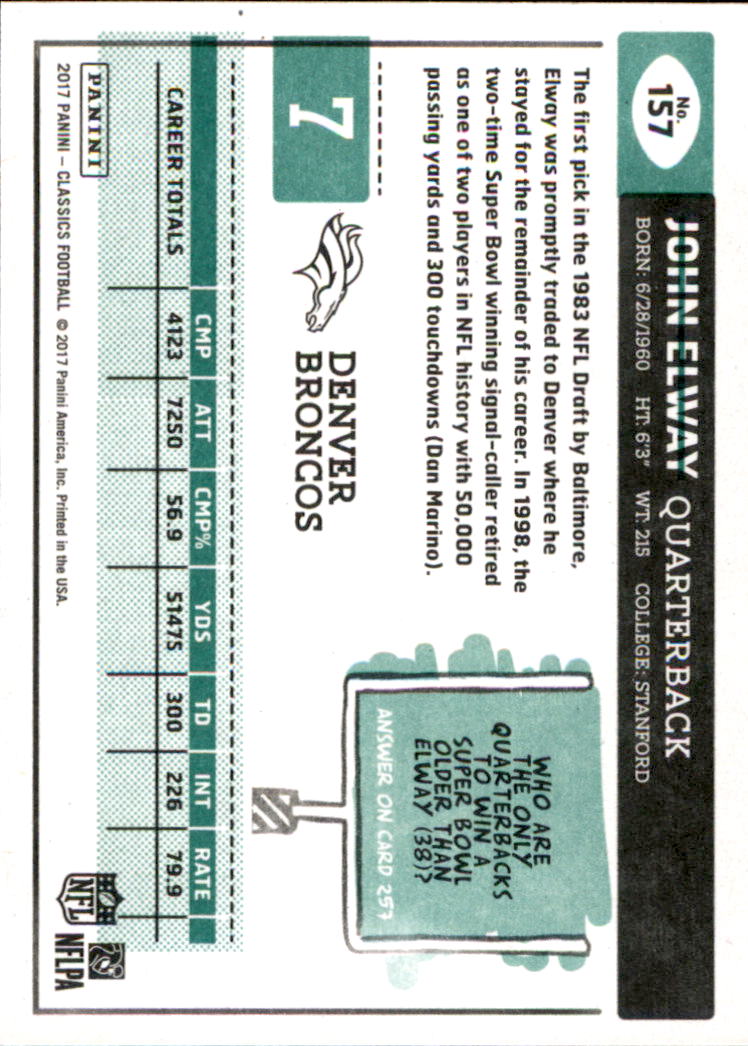 No.
157
JOHN ELWAY QUARTERBACK
BORN: 6/28/1960 HT: 6'3" WT: 215 COLLEGE: STANFORD
The first pick in the 1983 NFL Draft by Baltimore,
Elway was promptly traded to Denver where he
stayed for the remainder of his career. In 1998, the
two-time Super Bowl winning signal-caller retired
as one of two players in NFL history with 50,000
passing yards and 300 touchdowns (Dan Marino).
WHO ARE
THE ONLY
QUARTERBACKS
TO WIN A
SUPER BOWL
OLDER THAN
ELWAY (38)?
ANSWER ON CARD 257
7
DENVER
BRONCOS
CMP ATT CMP% YDS TD INT RATE
CAREER TOTALS 4123 7250 56.9 51475 300 226 79.9
PANINI
2017 PANINI – CLASSICS FOOTBALL © 2017 Panini America, Inc. Printed in the USA.
NFL
NFLPA